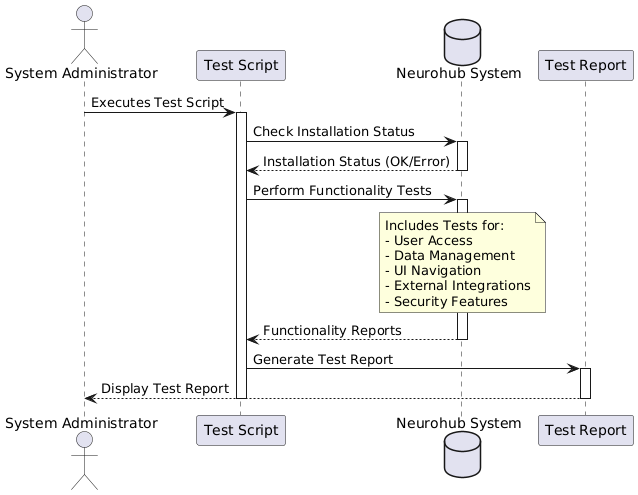 System Administrator
Test Script
Neurohub System
Test Report
Executes Test Script
Check Installation Status
Installation Status (OK/Error)
Perform Functionality Tests
Includes Tests for:
- User Access
- Data Management
- UI Navigation
- External Integrations
- Security Features
Functionality Reports
Generate Test Report
Display Test Report
System Administrator
Test Script
Neurohub System
Test Report